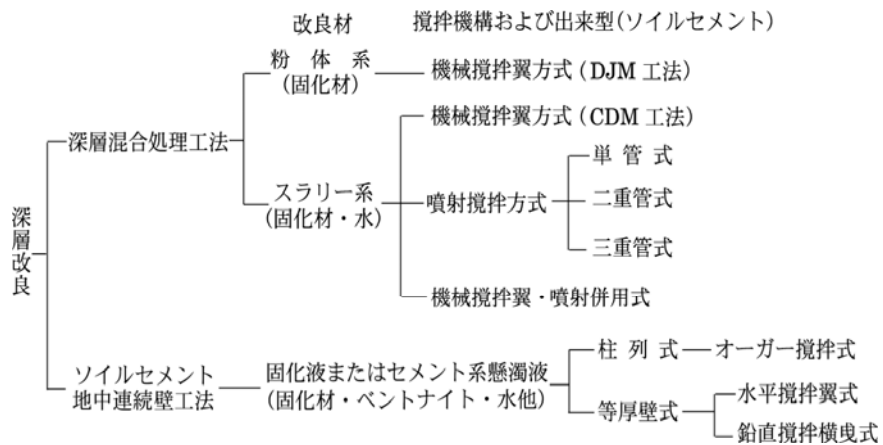 改良材
攪拌機構および出来型(ソイルセメント)
粉体系
(固化材)
機械攪拌翼方式(DJM工法)
機械攪拌翼方式(CDM工法)
深層混合処理工法
単管式
スラリー系
(固化材・水)
噴射攪拌方式
二重管式
三重管式
深層改良
機械攪拌翼・噴射併用式
ソイルセメント
地中連続壁工法
固化液またはセメント系懸濁液
(固化材・ベントナイト・水他)
柱列式
オーガー攪拌式
等厚壁式
水平攪拌翼式
鉛直攪拌横曵式